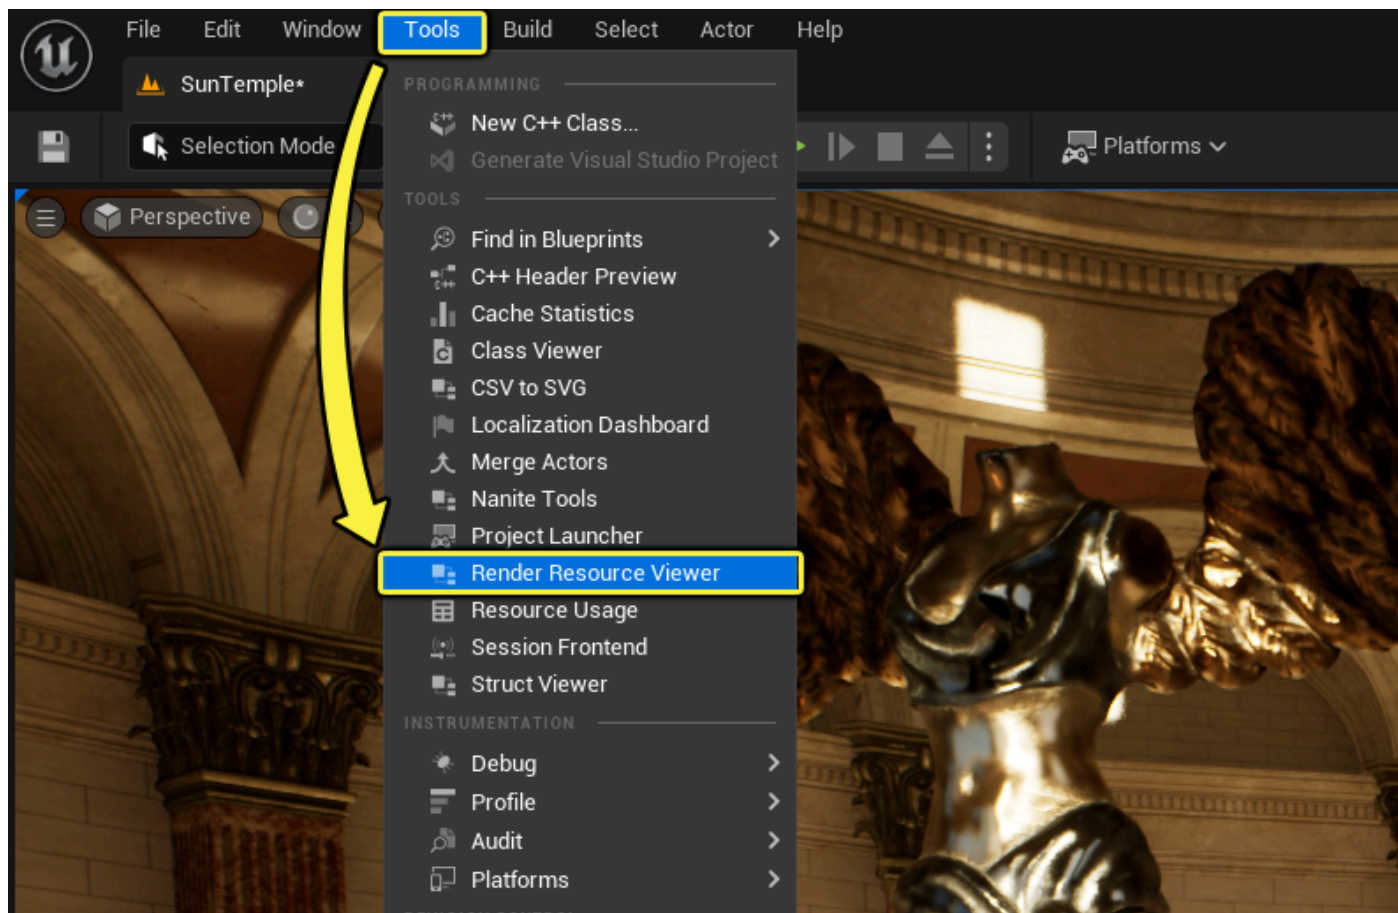 File Edit Window Tools Build Select Actor Help
SunTemple*
Selection Mode
Platforms
Perspective
PROGRAMMING
New C++ Class...
Generate Visual Studio Project
TOOLS
Find in Blueprints
C++ Header Preview
Cache Statistics
Class Viewer
CSV to SVG
Localization Dashboard
Merge Actors
Nanite Tools
Project Launcher
Render Resource Viewer
Resource Usage
Session Frontend
Struct Viewer
INSTRUMENTATION
Debug
Profile
Audit
Platforms